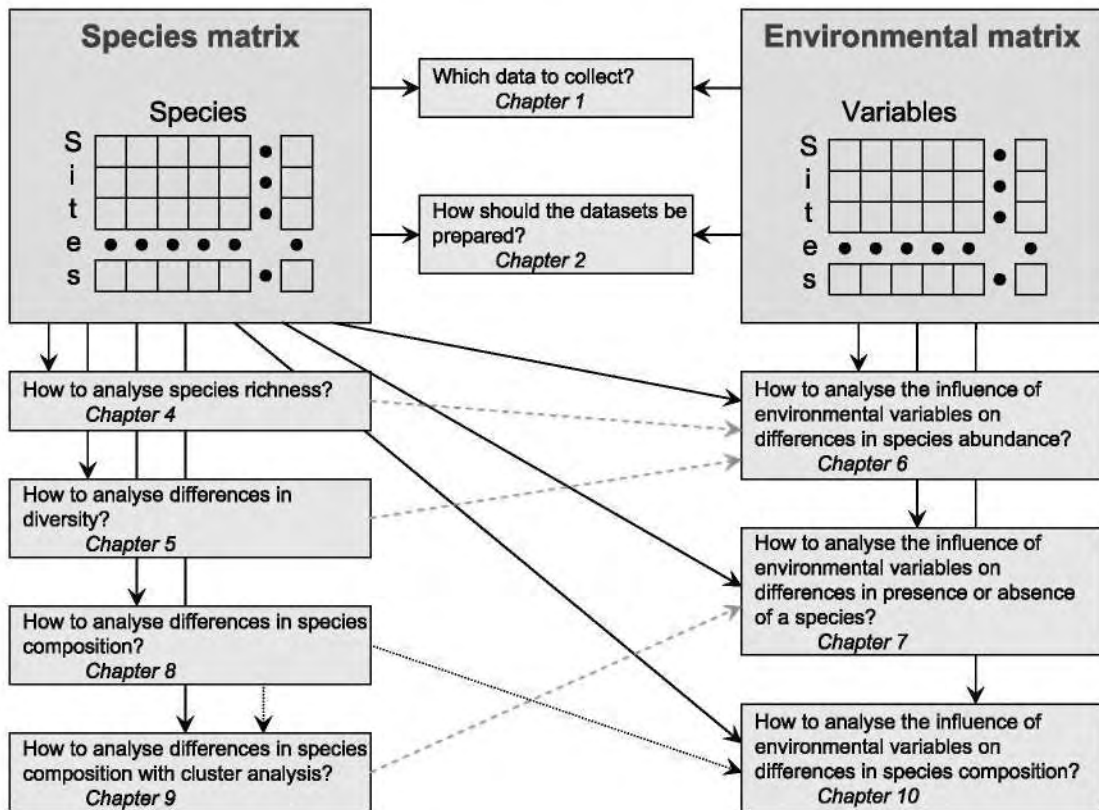 Species matrix
Species
S
i
t
e
s
Which data to collect?
Chapter 1
How should the datasets be
prepared?
Chapter 2
Environmental matrix
Variables
S
i
t
e
s
How to analyse species richness?
Chapter 4
How to analyse differences in
diversity?
Chapter 5
How to analyse differences in species
composition?
Chapter 8
How to analyse differences in species
composition with cluster analysis?
Chapter 9
How to analyse the influence of
environmental variables on
differences in species abundance?
Chapter 6
How to analyse the influence of
environmental variables on
differences in presence or absence
of a species?
Chapter 7
How to analyse the influence of
environmental variables on
differences in species composition?
Chapter 10